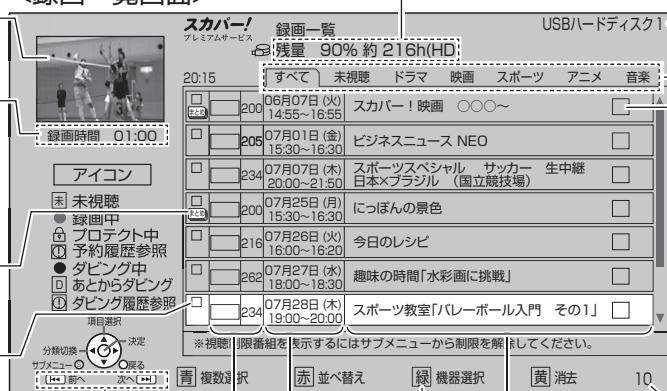 <録画一覧画面>
スカパー!
プレミアムサービス
録画一覧
USBハードディスク1
残量 90% 約 216h(HD
20:15
すべて 未視聴 ドラマ 映画 スポーツ アニメ 音楽
録画時間 01:00
まとめ 200 06月07日 (火) 14:55~16:55 スカパー!映画 ○○○~
205 07月01日 (金) 15:30~16:30 ビジネスニュース NEO
234 07月07日 (木) 20:00~21:50 スポーツスペシャル サッカー 生中継 日本×ブラジル (国立競技場)
まとめ 200 07月25日 (月) 15:30~16:30 にっぽんの景色
216 07月26日 (火) 16:00~16:20 今日のレシピ
262 07月27日 (水) 18:00~18:30 趣味の時間「水彩画に挑戦」
234 07月28日 (木) 19:00~20:00 スポーツ教室「バレーボール入門 その1」
アイコン
未 未視聴
録画中
プロテクト中
予約履歴参照
ダビング中
D あとからダビング
ダビング履歴参照
項目選択
分類切換
決定
サブメニュー S
戻る
前へ 次へ
※視聴制限番組を表示するにはサブメニューから制限を解除してください。
青 複数選択 赤 並べ替え 緑 機器選択 黄 消去 10